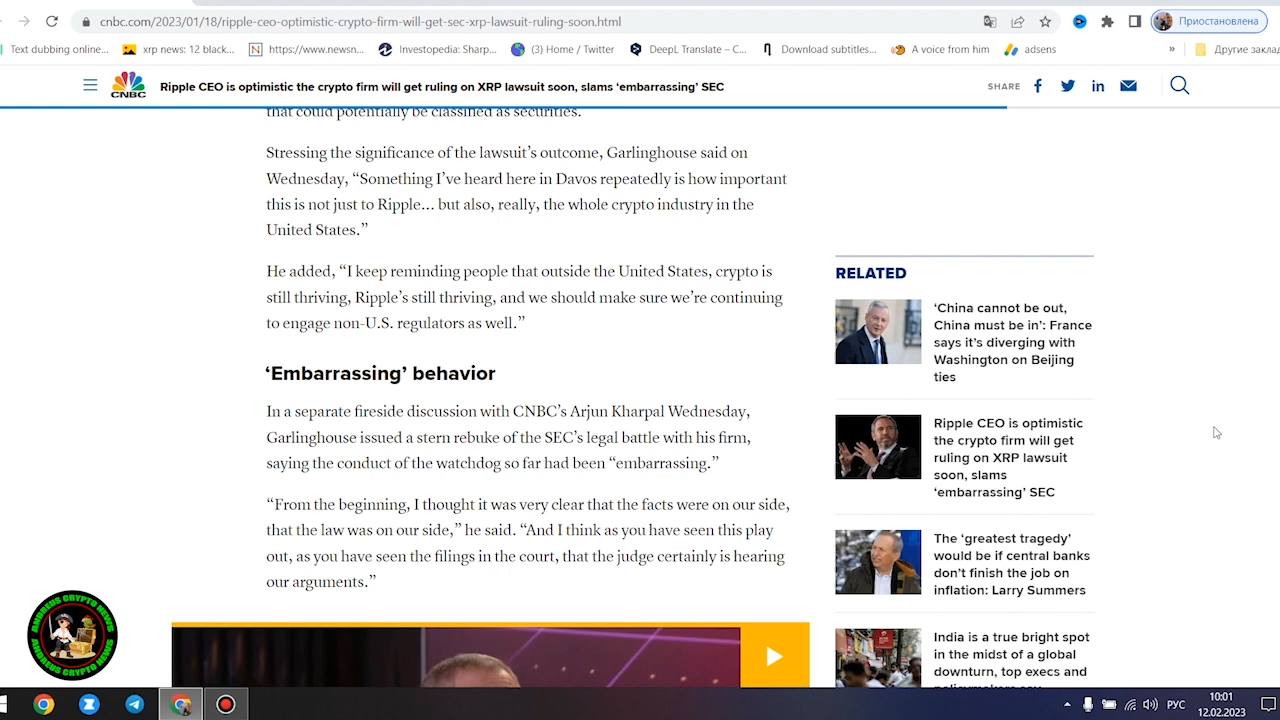 cnbc.com/2023/01/18/ripple-ceo-optimistic-crypto-firm-will-get-sec-xrp-lawsuit-ruling-soon.html
Приостановлена
Text dubbing online...
xrp news: 12 black...
https://www.newsn...
Investopedia: Sharp...
(3) Home / Twitter
DeepL Translate – C...
Download subtitles...
A voice from him
adsens
»
Другие закла
CNBC
Ripple CEO is optimistic the crypto firm will get ruling on XRP lawsuit soon, slams ‘embarrassing’ SEC
SHARE
that could potentially be classified as securities.
Stressing the significance of the lawsuit’s outcome, Garlinghouse said on
Wednesday, “Something I’ve heard here in Davos repeatedly is how important
this is not just to Ripple… but also, really, the whole crypto industry in the
United States.”
He added, “I keep reminding people that outside the United States, crypto is
still thriving, Ripple’s still thriving, and we should make sure we’re continuing
to engage non-U.S. regulators as well.”
‘Embarrassing’ behavior
In a separate fireside discussion with CNBC’s Arjun Kharpal Wednesday,
Garlinghouse issued a stern rebuke of the SEC’s legal battle with his firm,
saying the conduct of the watchdog so far had been “embarrassing.”
“From the beginning, I thought it was very clear that the facts were on our side,
that the law was on our side,” he said. “And I think as you have seen this play
out, as you have seen the filings in the court, that the judge certainly is hearing
our arguments.”
RELATED
‘China cannot be out,
China must be in’: France
says it’s diverging with
Washington on Beijing
ties
Ripple CEO is optimistic
the crypto firm will get
ruling on XRP lawsuit
soon, slams
‘embarrassing’ SEC
The ‘greatest tragedy’
would be if central banks
don’t finish the job on
inflation: Larry Summers
India is a true bright spot
in the midst of a global
downturn, top execs and
ANDREUS CRYPTO NEWS
ANDREUS CRYPTO NEWS
РУС
10:01
12.02.2023